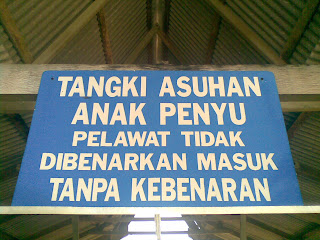 TANGKI ASUHAN
ANAK PENYU
PELAWAT TIDAK
DIBENARKAN MASUK
TANPA KEBENARAN